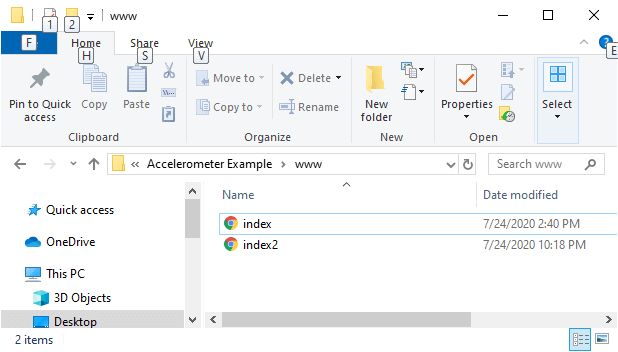 www
1
2
F
Home
Share
View
H
S
V
E
Pin to Quick access
Copy
Paste
Clipboard
Move to
Copy to
Delete
Rename
Organize
New folder
New
Properties
Open
Select
« Accelerometer Example > www
Search www
Name
Date modified
Quick access
OneDrive
This PC
3D Objects
Desktop
index 7/24/2020 2:40 PM
index2 7/24/2020 10:18 PM
2 items